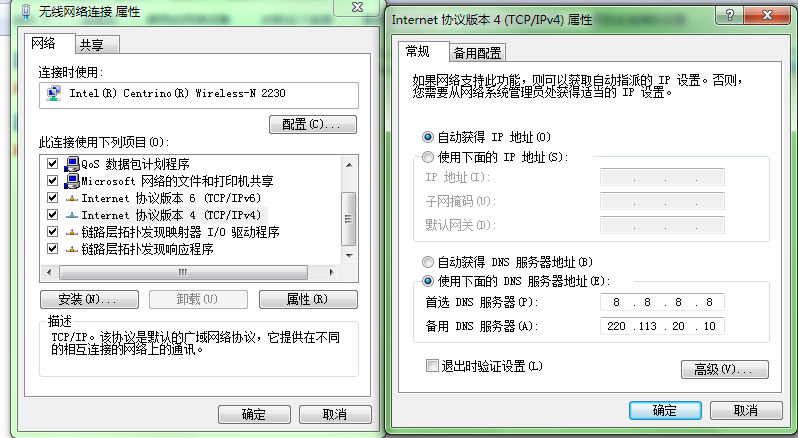 无线网络连接 属性
网络
共享
连接时使用:
Intel(R) Centrino(R) Wireless-N 2230
配置(C)...
此连接使用下列项目(O):
QoS 数据包计划程序
Microsoft 网络的文件和打印机共享
Internet 协议版本 6 (TCP/IPv6)
Internet 协议版本 4 (TCP/IPv4)
链路层拓扑发现映射器 I/O 驱动程序
链路层拓扑发现响应程序
安装(N)...
卸载(U)
属性(R)
描述
TCP/IP。该协议是默认的广域网络协议,它提供在不同
的相互连接的网络上的通讯。
确定
取消
Internet 协议版本 4 (TCP/IPv4) 属性
常规
备用配置
如果网络支持此功能,则可以获取自动指派的 IP 设置。否则,
您需要从网络系统管理员处获得适当的 IP 设置。
自动获得 IP 地址(O)
使用下面的 IP 地址(S):
IP 地址(I):
子网掩码(U):
默认网关(D):
自动获得 DNS 服务器地址(B)
使用下面的 DNS 服务器地址(E):
首选 DNS 服务器(P): 8 . 8 . 8 . 8
备用 DNS 服务器(A): 220 .113 . 20 . 10
退出时验证设置(L)
高级(V)...
确定
取消